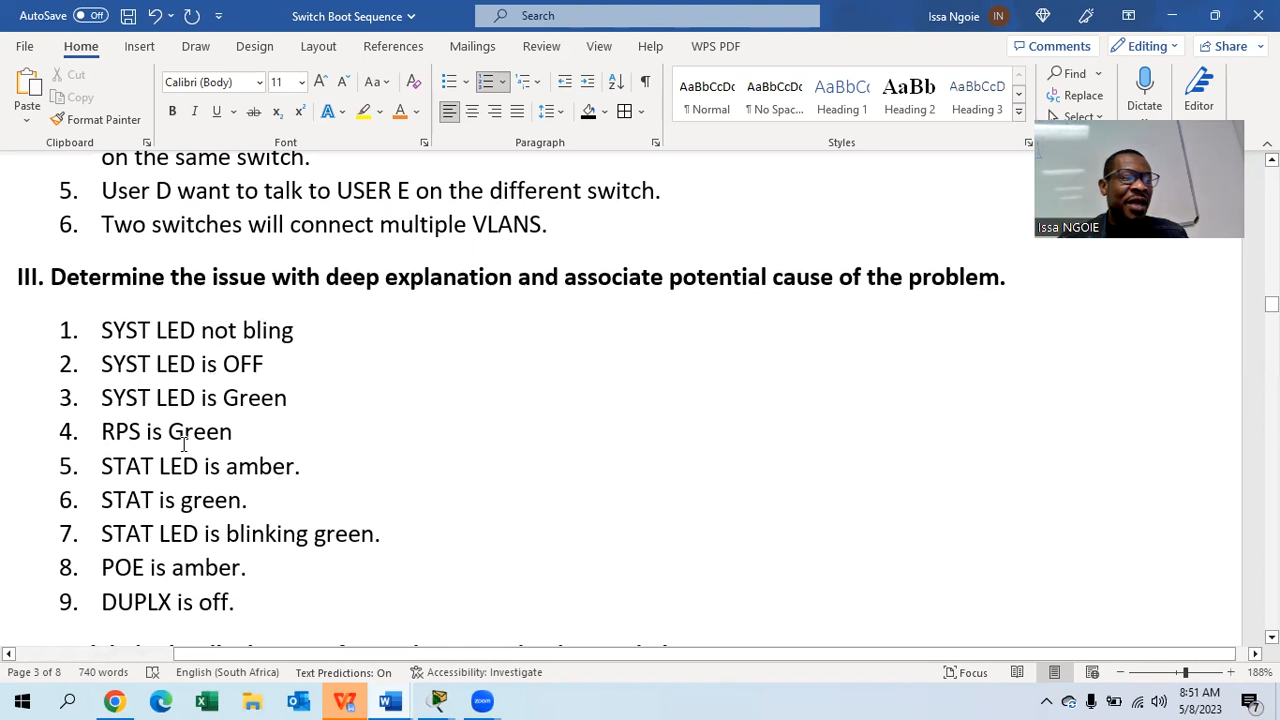 AutoSave Off Switch Boot Sequence Search Issa Ngoie IN
File Home Insert Draw Design Layout References Mailings Review View Help WPS PDF Comments Editing Share
Paste Cut Copy Format Painter Calibri (Body) 11 Aa AaBbCcDc AaBbCcDc AaBbCc AaBb AaBbCcD Find Replace Select Dictate Editor
¶ Normal ¶ No Spac... Heading 1 Heading 2 Heading 3
Clipboard Font Paragraph Styles
on the same switch.
5. User D want to talk to USER E on the different switch.
6. Two switches will connect multiple VLANS.
Issa NGOIE
III. Determine the issue with deep explanation and associate potential cause of the problem.
1. SYST LED not bling
2. SYST LED is OFF
3. SYST LED is Green
4. RPS is Green
5. STAT LED is amber.
6. STAT is green.
7. STAT LED is blinking green.
8. POE is amber.
9. DUPLX is off.
Page 3 of 8 740 words English (South Africa) Text Predictions: On Accessibility: Investigate Focus 188%
8:51 AM
5/8/2023
7